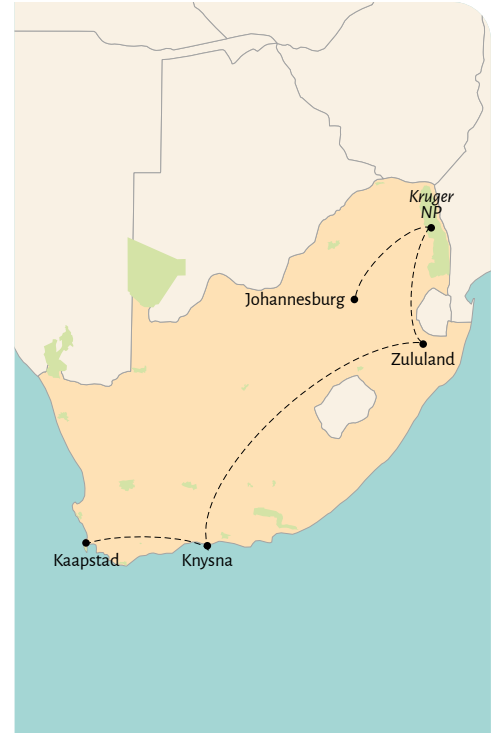 Kruger
NP
Johannesburg
Zululand
Kaapstad
Knysna